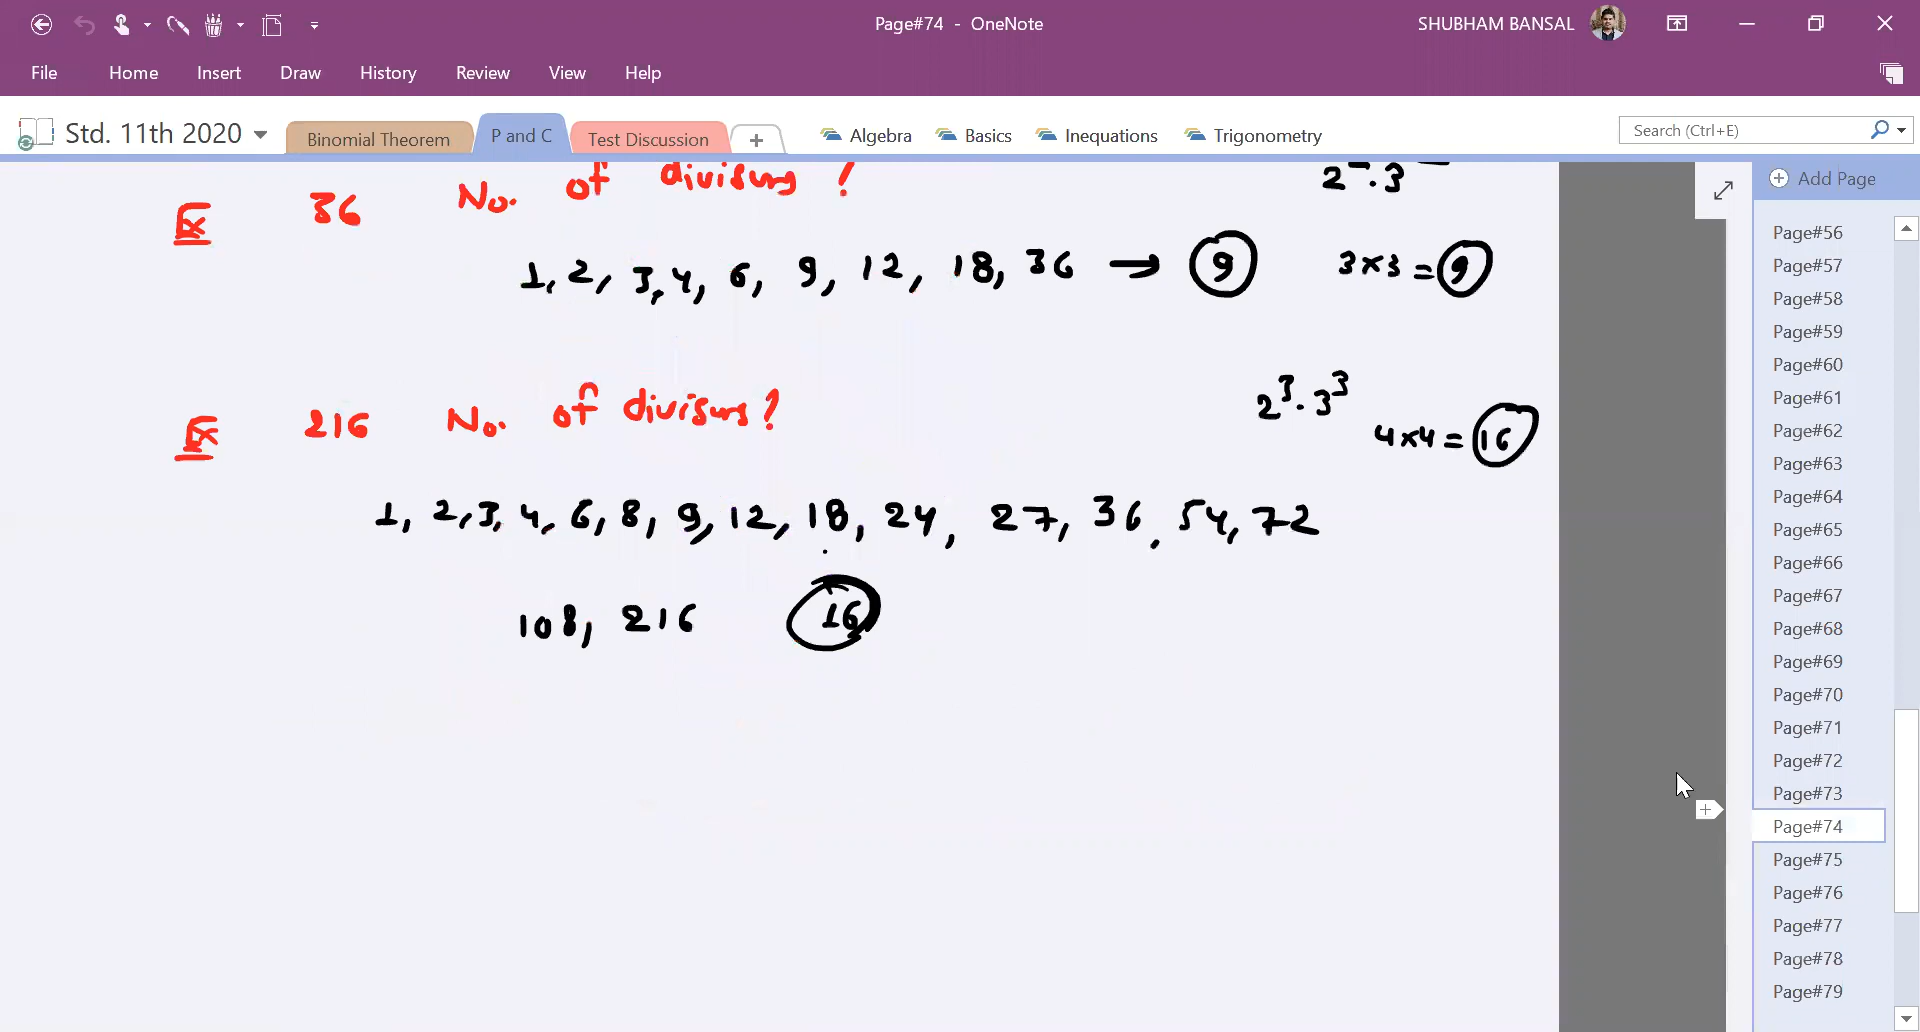 Page#74 - OneNote
SHUBHAM BANSAL
File Home Insert Draw History Review View Help
Std. 11th 2020
Binomial Theorem
P and C
Test Discussion
Algebra
Basics
Inequations
Trigonometry
Search (Ctrl+E)
Add Page
Ex 36 No. of divisors ?
1, 2, 3, 4, 6, 9, 12, 18, 36 → 9
3×3 = 9
Ex 216 No. of divisors?
2³·3³
4×4 = 16
1, 2, 3, 4, 6, 8, 9, 12, 18, 24, 27, 36, 54, 72
108, 216 16
Page#56
Page#57
Page#58
Page#59
Page#60
Page#61
Page#62
Page#63
Page#64
Page#65
Page#66
Page#67
Page#68
Page#69
Page#70
Page#71
Page#72
Page#73
Page#74
Page#75
Page#76
Page#77
Page#78
Page#79